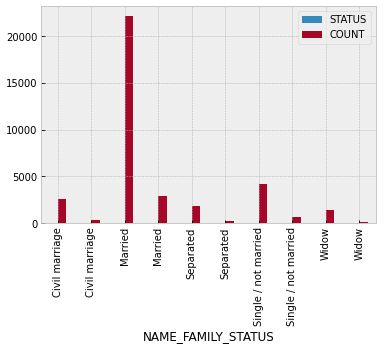 STATUS
COUNT
20000
15000
10000
5000
0
Civil marriage
Civil marriage
Married
Married
Separated
Separated
Single / not married
Single / not married
Widow
Widow
NAME_FAMILY_STATUS